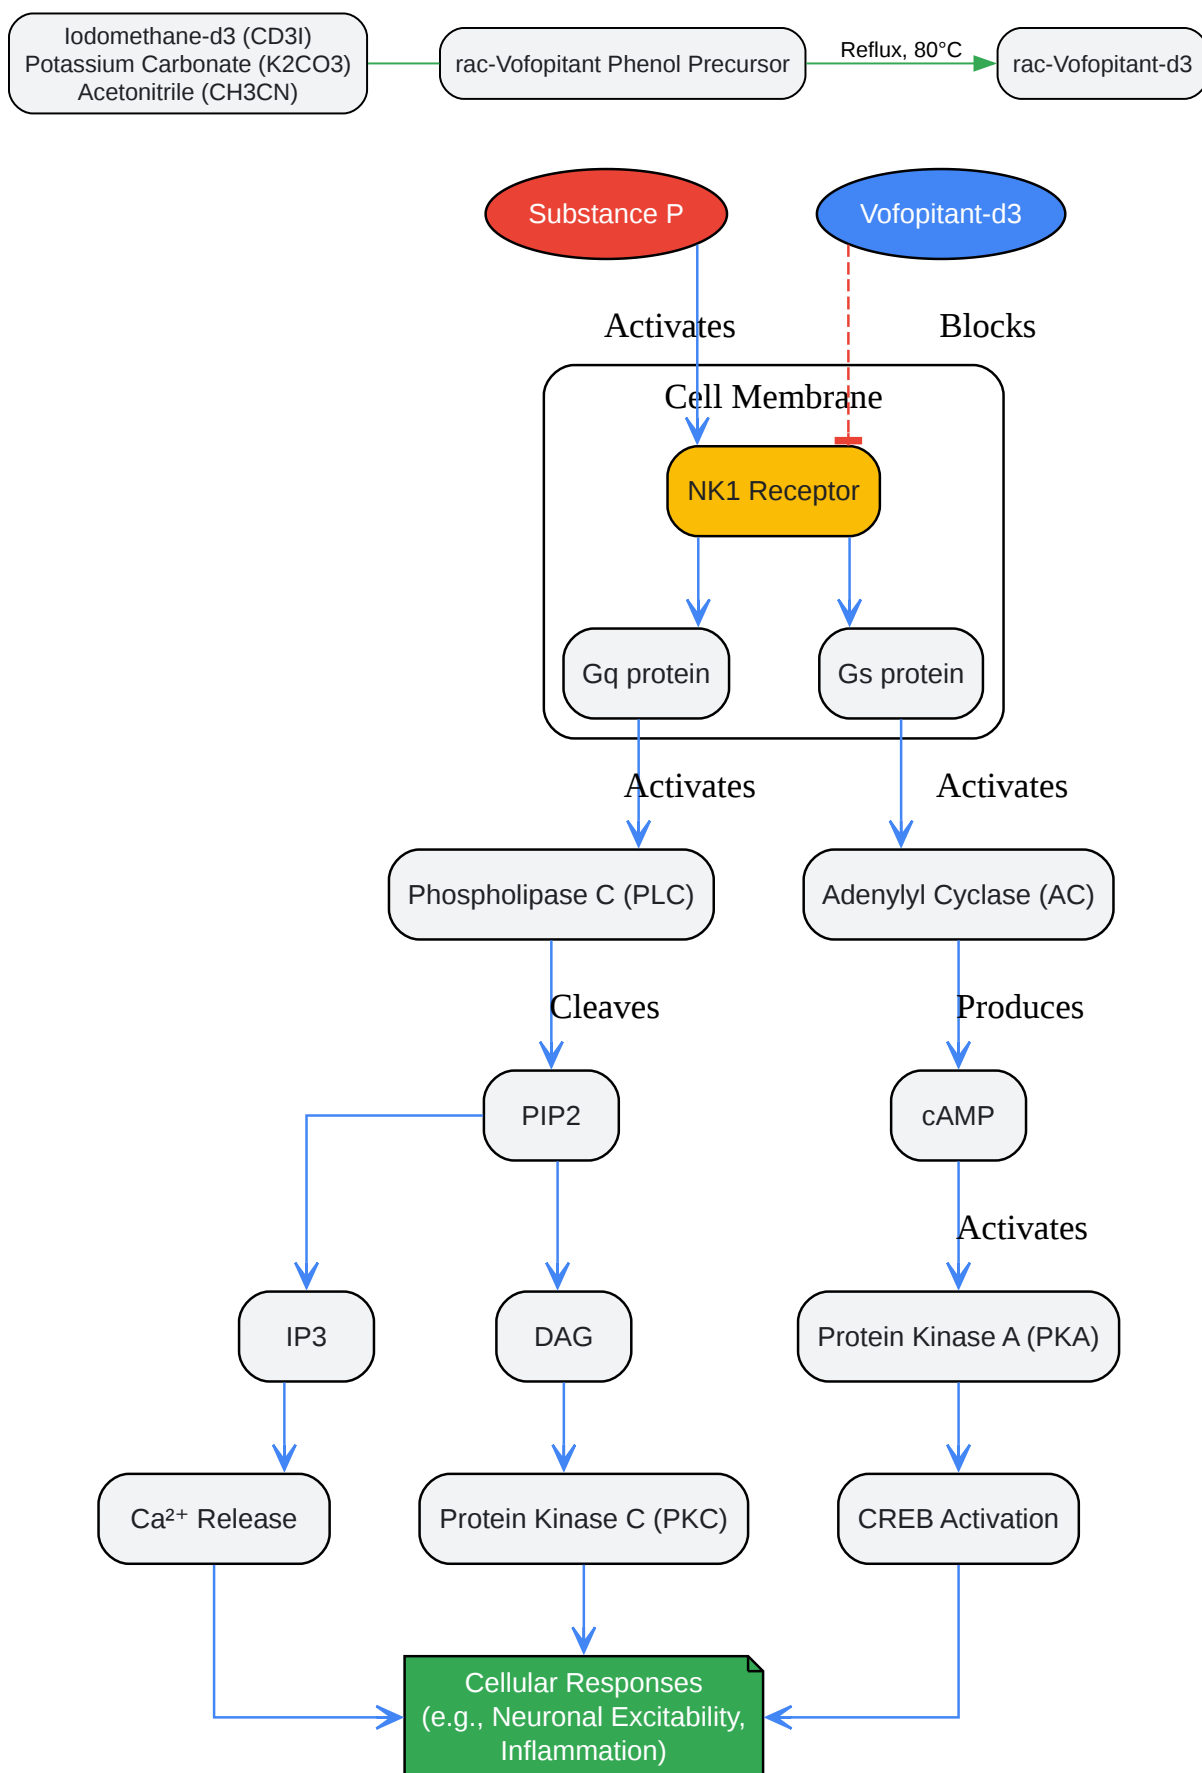 Iodomethane-d3 (CD3I)
Potassium Carbonate (K2CO3)
Acetonitrile (CH3CN)
rac-Vofopitant Phenol Precursor
Reflux, 80°C
rac-Vofopitant-d3
Substance P
Vofopitant-d3
Activates
Blocks
Cell Membrane
NK1 Receptor
Gq protein
Gs protein
Activates
Activates
Phospholipase C (PLC)
Adenylyl Cyclase (AC)
Cleaves
Produces
PIP2
cAMP
Activates
IP3
DAG
Protein Kinase A (PKA)
Ca²⁺ Release
Protein Kinase C (PKC)
CREB Activation
Cellular Responses
(e.g., Neuronal Excitability,
Inflammation)